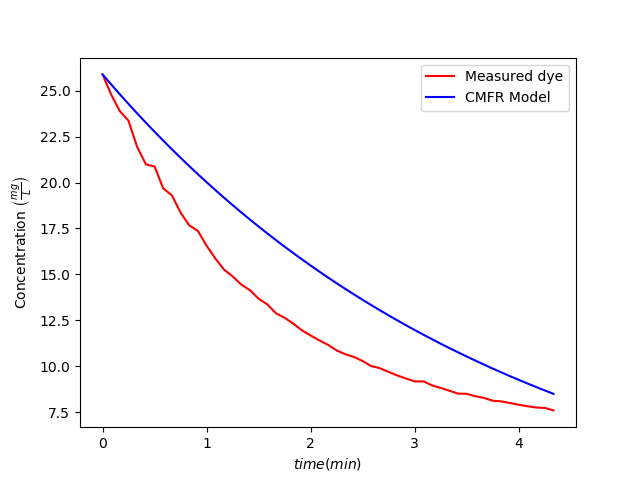 Measured dye
CMFR Model
25.0
22.5
20.0
17.5
15.0
12.5
10.0
7.5
Concentration (mg/L)
0 1 2 3 4
time(min)